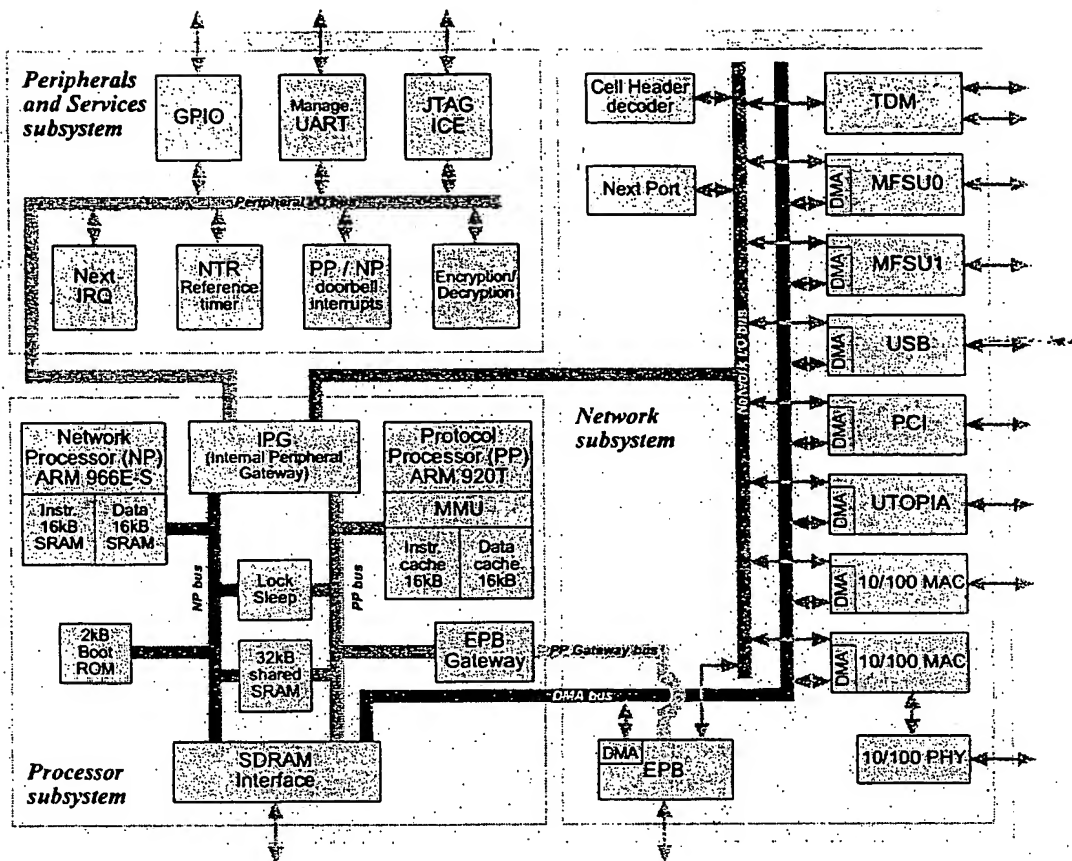 Peripherals
and Services
subsystem
GPIO
Manage.
UART
JTAG
ICE
Peripheral I/O bus
Next
IRQ
NTR
Reference
timer
PP / NP
doorbell
interrupts
Encryption/
Decryption
Cell Header
decoder
Next Port
TDM
DMA
MFSU0
DMA
MFSU1
DMA
USB
DMA
PCI
DMA
UTOPIA
DMA
10/100 MAC
DMA
10/100 MAC
10/100 PHY
Network I/O bus
Network
subsystem
Network
Processor (NP)
ARM 966E-S
Instr.
16kB
SRAM
Data
16kB
SRAM
IPG
(Internal Peripheral
Gateway)
Protocol
Processor (PP)
ARM 920T
MMU
Instr.
cache
16kB
Data
cache
16kB
NP bus
PP bus
Lock
Sleep
2kB
Boot
ROM
32kB
shared
SRAM
EPB
Gateway
PP Gateway bus
DMA bus
SDRAM
Interface
DMA
EPB
Processor
subsystem